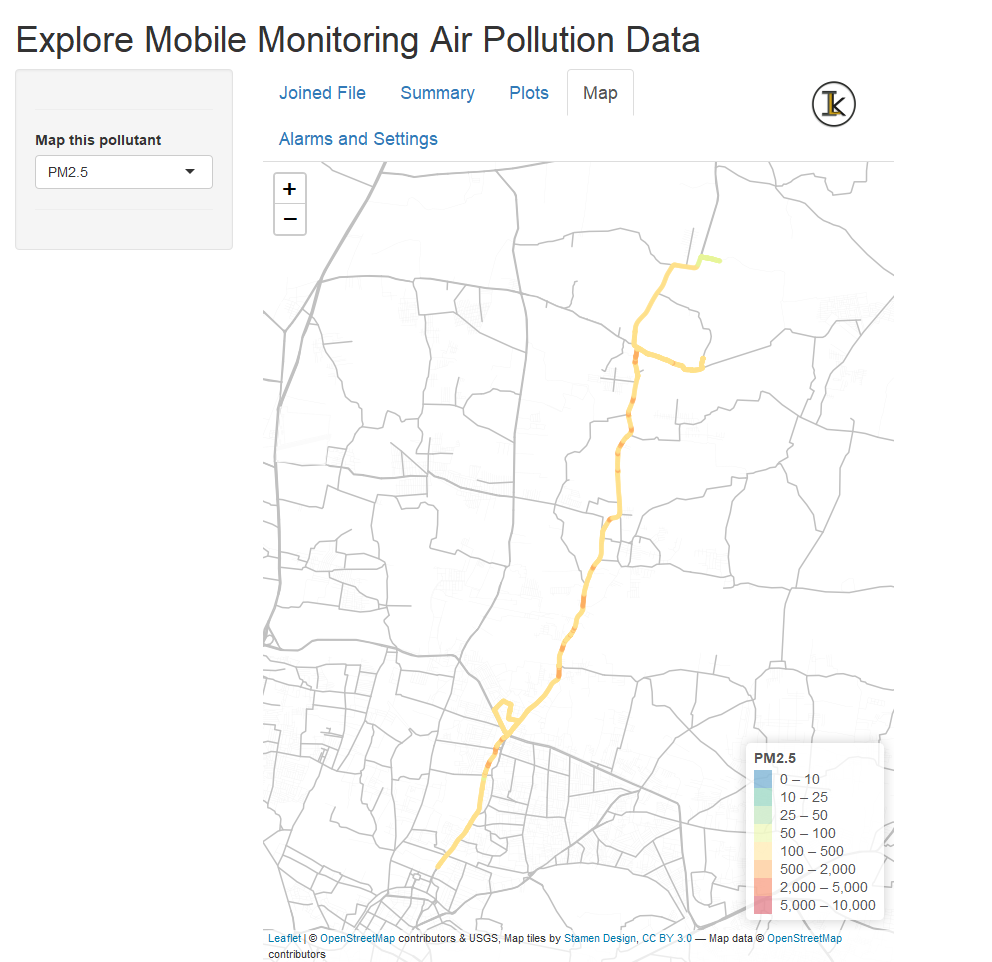 Explore Mobile Monitoring Air Pollution Data
Map this pollutant
PM2.5
Joined File
Summary
Plots
Map
Alarms and Settings
+
−
PM2.5
0 – 10
10 – 25
25 – 50
50 – 100
100 – 500
500 – 2,000
2,000 – 5,000
5,000 – 10,000
Leaflet | © OpenStreetMap contributors & USGS, Map tiles by Stamen Design, CC BY 3.0 — Map data © OpenStreetMap
contributors